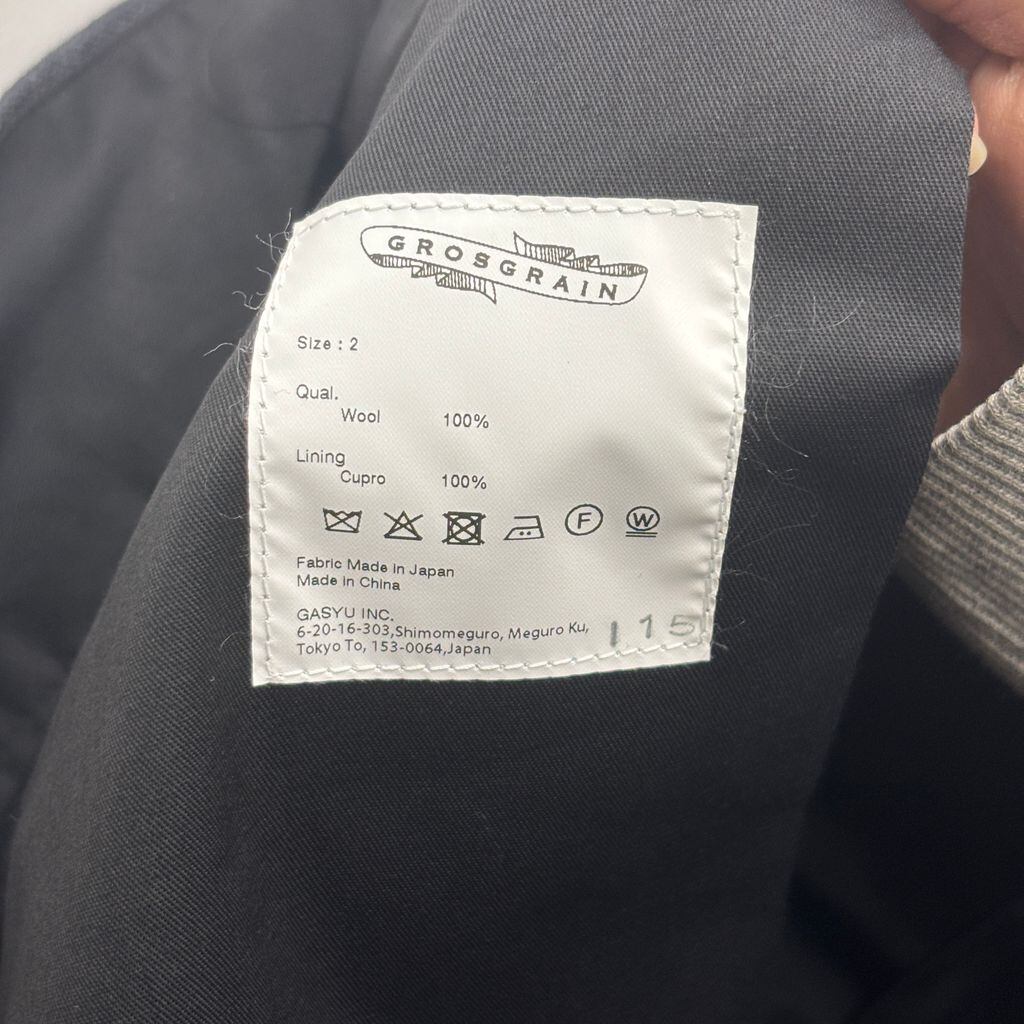 GROSGRAIN
Size : 2
Qual.
Wool 100%
Lining
Cupro 100%
F W
Fabric Made in Japan
Made in China
GASYU INC.
6-20-16-303,Shimomeguro, Meguro Ku,
Tokyo To, 153-0064,Japan
115